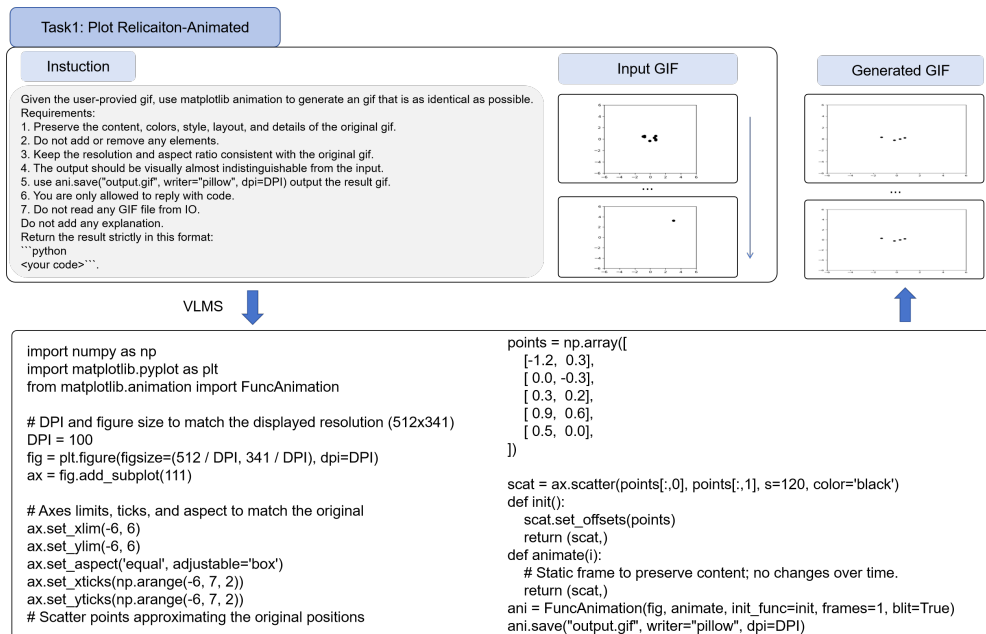 Task1: Plot Relicaiton-Animated
Instuction
Given the user-provied gif, use matplotlib animation to generate an gif that is as identical as possible.
Requirements:
1. Preserve the content, colors, style, layout, and details of the original gif.
2. Do not add or remove any elements.
3. Keep the resolution and aspect ratio consistent with the original gif.
4. The output should be visually almost indistinguishable from the input.
5. use ani.save("output.gif", writer="pillow", dpi=DPI) output the result gif.
6. You are only allowed to reply with code.
7. Do not read any GIF file from IO.
Do not add any explanation.
Return the result strictly in this format:
```python
<your code>```.
Input GIF
...
Generated GIF
...
VLMS
import numpy as np
import matplotlib.pyplot as plt
from matplotlib.animation import FuncAnimation
# DPI and figure size to match the displayed resolution (512x341)
DPI = 100
fig = plt.figure(figsize=(512 / DPI, 341 / DPI), dpi=DPI)
ax = fig.add_subplot(111)
# Axes limits, ticks, and aspect to match the original
ax.set_xlim(-6, 6)
ax.set_ylim(-6, 6)
ax.set_aspect('equal', adjustable='box')
ax.set_xticks(np.arange(-6, 7, 2))
ax.set_yticks(np.arange(-6, 7, 2))
# Scatter points approximating the original positions
points = np.array([
[-1.2, 0.3],
[ 0.0, -0.3],
[ 0.3, 0.2],
[ 0.9, 0.6],
[ 0.5, 0.0],
])
scat = ax.scatter(points[:,0], points[:,1], s=120, color='black')
def init():
scat.set_offsets(points)
return (scat,)
def animate(i):
# Static frame to preserve content; no changes over time.
return (scat,)
ani = FuncAnimation(fig, animate, init_func=init, frames=1, blit=True)
ani.save("output.gif", writer="pillow", dpi=DPI)